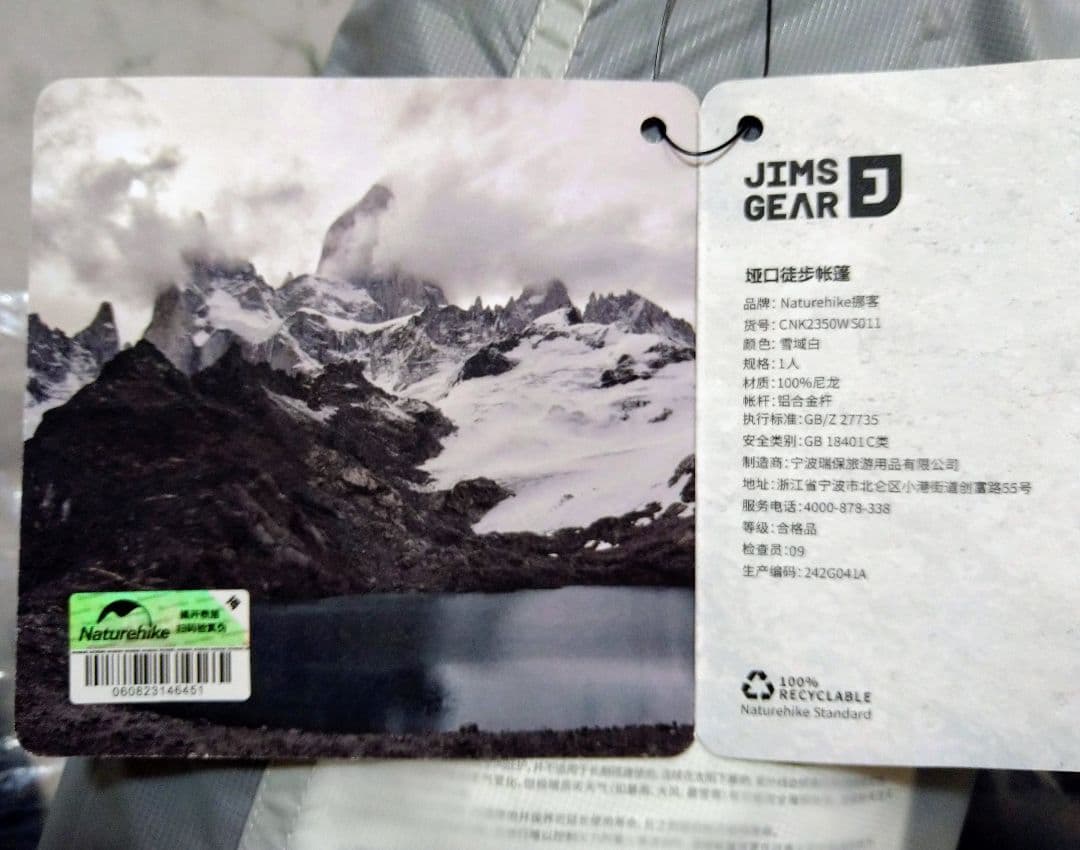 JIMS
GEAR
垭口徒步帐篷
品牌：Naturehike挪客
货号：CNK2350WS011
颜色：雪域白
规格：1人
材质：100%尼龙
帐杆：铝合金杆
执行标准：GB/Z 27735
安全类别：GB 18401C类
制造商：宁波瑞保旅游用品有限公司
地址：浙江省宁波市北仑区小港街道创富路55号
服务电话：4000-878-338
等级：合格品
检查员：09
生产编码：242G041A
100%
RECYCLABLE
Naturehike Standard
Naturehike
060823146451